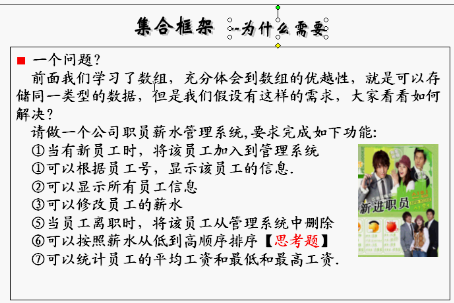 集合框架 --为什么需要
一个问题?
前面我们学习了数组，充分体会到数组的优越性，就是可以存
储同一类型的数据，但是我们假设有这样的需求，大家看看如何
解决?
请做一个公司职员薪水管理系统,要求完成如下功能:
①当有新员工时，将该员工加入到管理系统
①可以根据员工号，显示该员工的信息.
②可以显示所有员工信息
③可以修改员工的薪水
⑤当员工离职时，将该员工从管理系统中删除
⑥可以按照薪水从低到高顺序排序【思考题】
⑦可以统计员工的平均工资和最低和最高工资.
新进职员